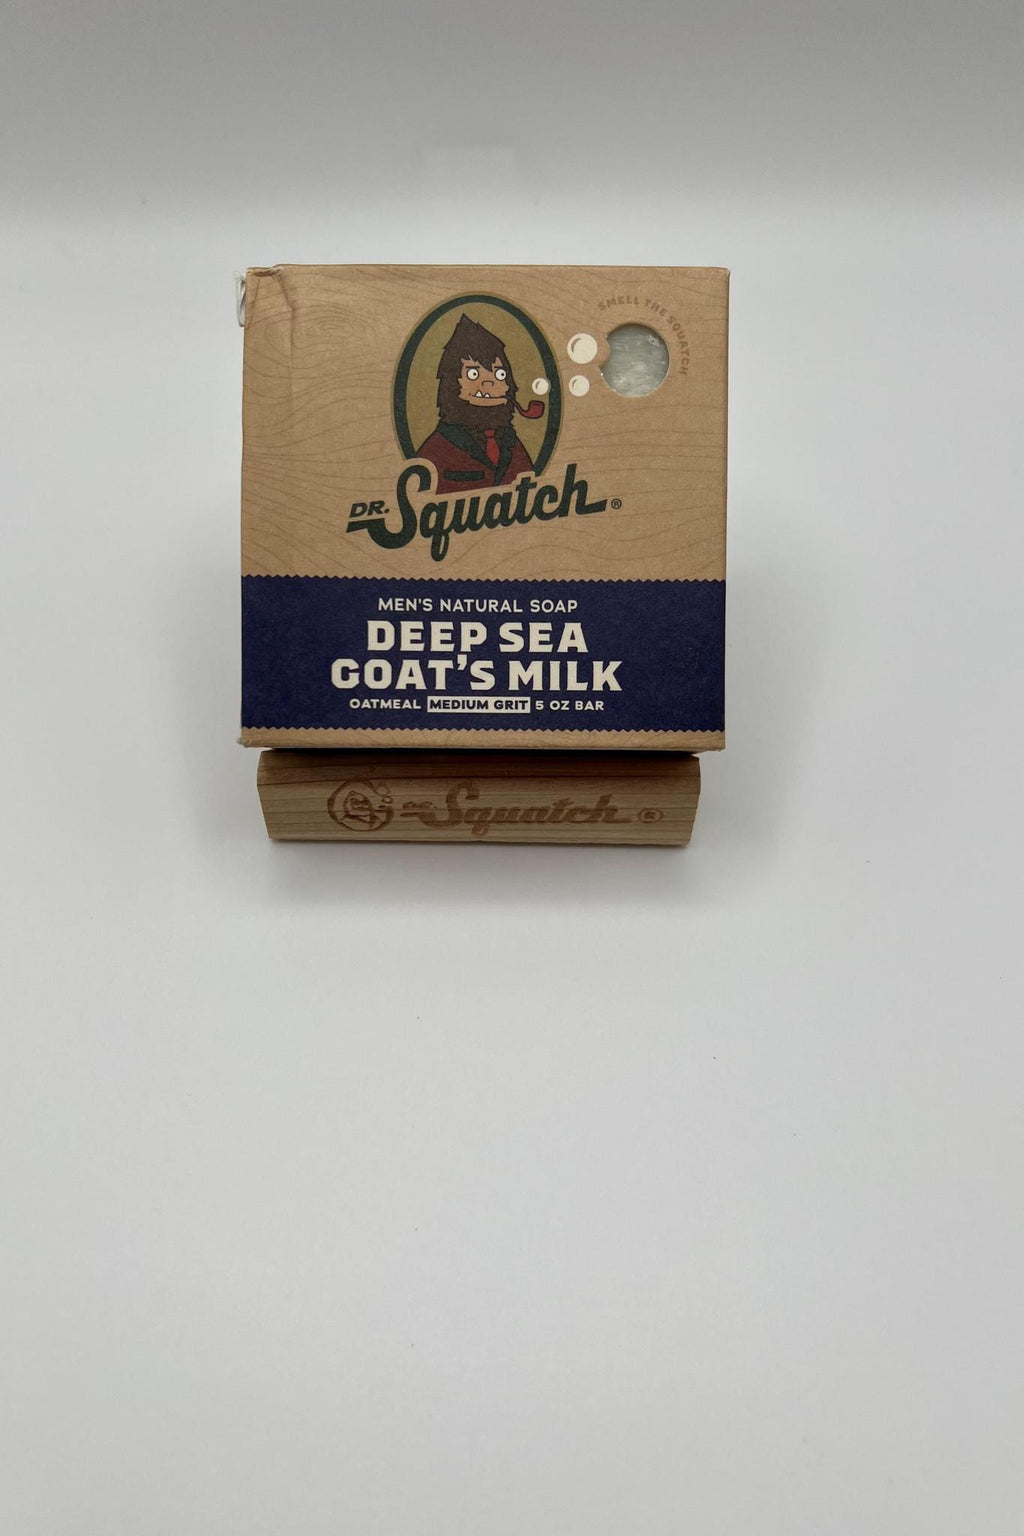 SMELL THE SQUATCH
DR. Squatch®
MEN'S NATURAL SOAP
DEEP SEA
GOAT'S MILK
OATMEAL MEDIUM GRIT 5 OZ BAR
DR. Squatch®